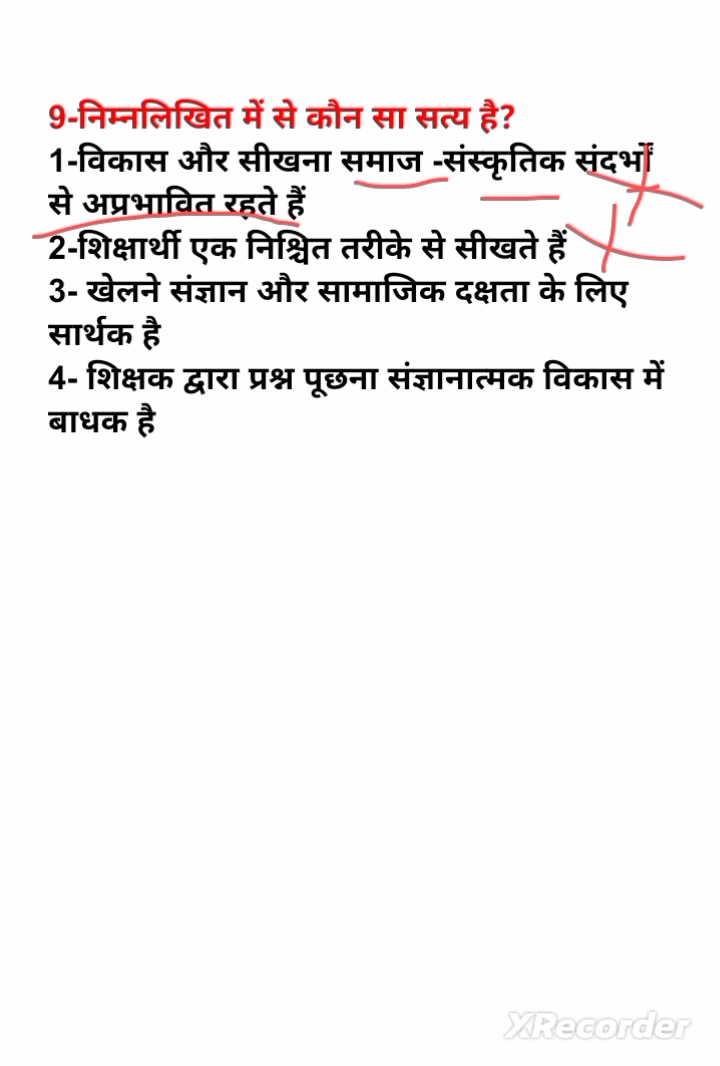 9-निम्नलिखित में से कौन सा सत्य है?
1-विकास और सीखना समाज -संस्कृतिक संदर्भों
से अप्रभावित रहते हैं
2-शिक्षार्थी एक निश्चित तरीके से सीखते हैं
3- खेलने संज्ञान और सामाजिक दक्षता के लिए
सार्थक है
4- शिक्षक द्वारा प्रश्न पूछना संज्ञानात्मक विकास में
बाधक है
XRecorder